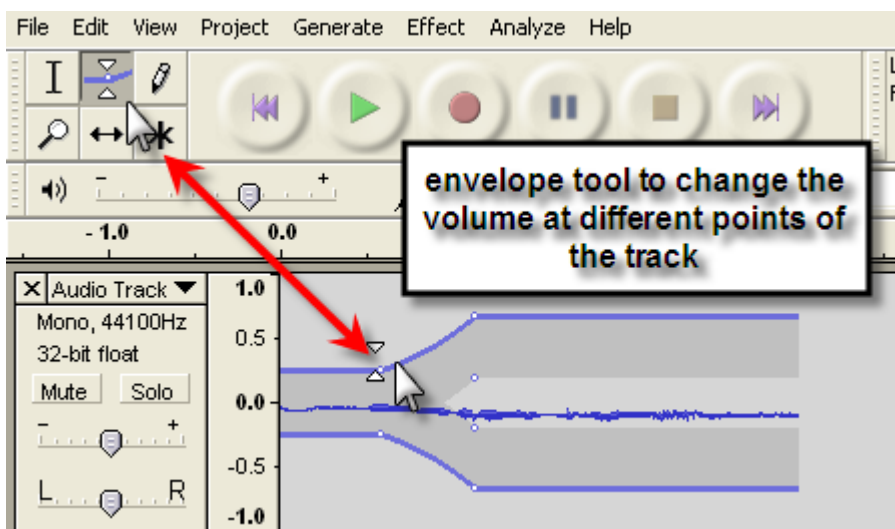 File Edit View Project Generate Effect Analyze Help
envelope tool to change the
volume at different points of
the track
- +
- 1.0 0.0
X Audio Track
Mono, 44100Hz
32-bit float
Mute Solo
- +
L R
1.0
0.5
0.0
-0.5
-1.0